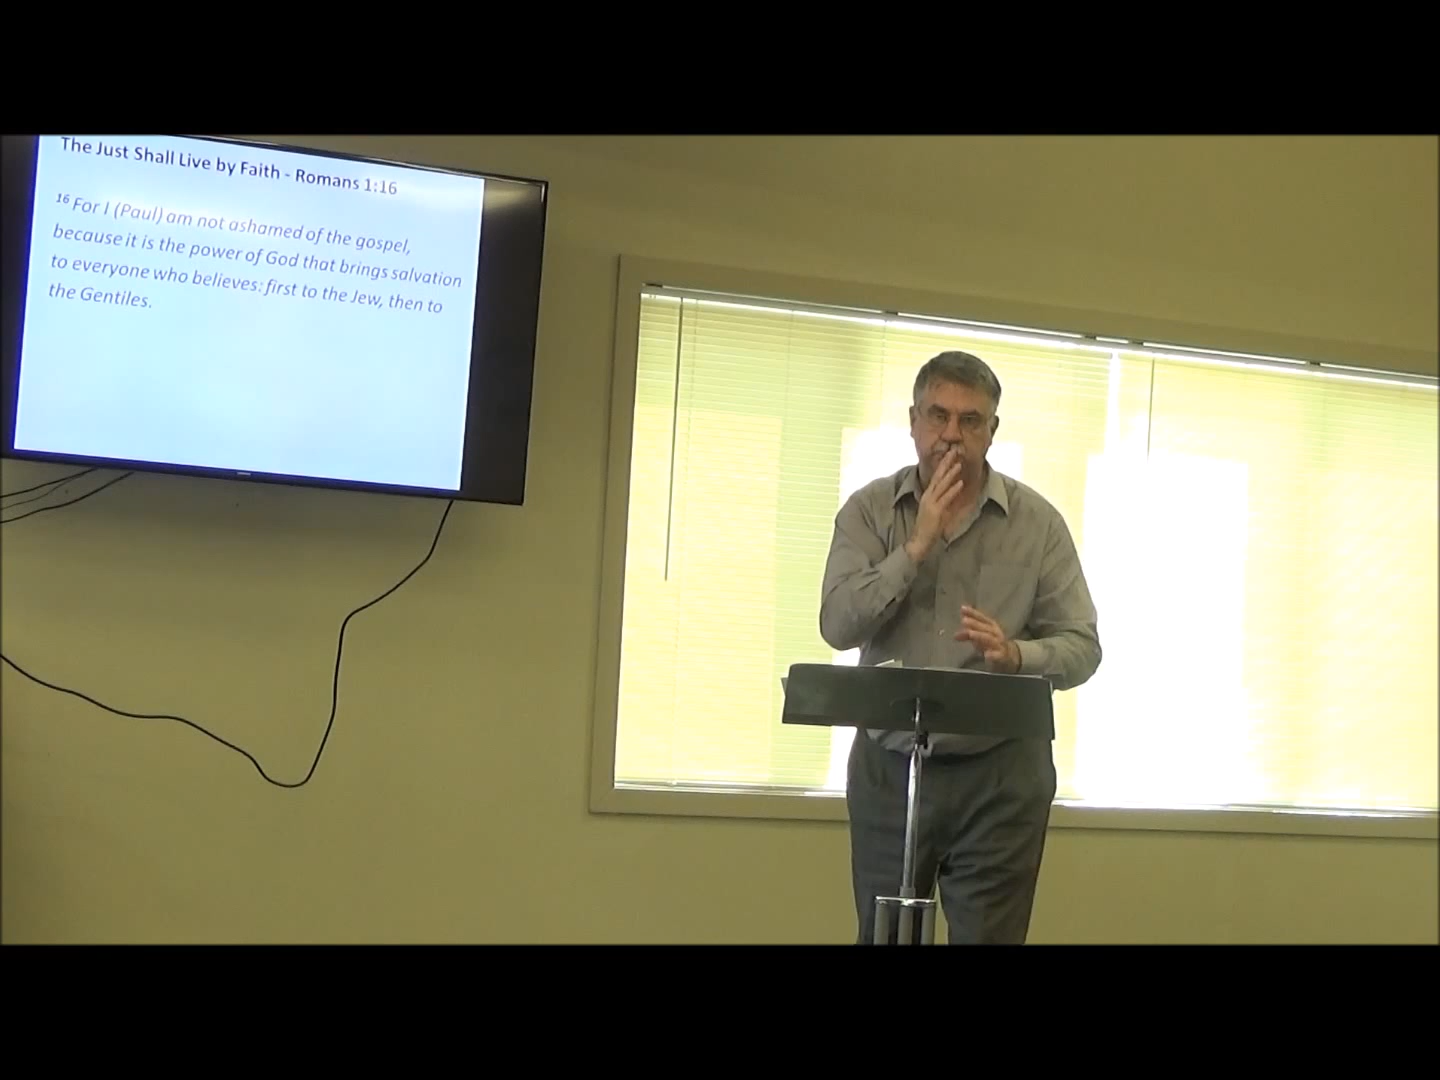 The Just Shall Live by Faith - Romans 1:16
16 For I (Paul) am not ashamed of the gospel,
because it is the power of God that brings salvation
to everyone who believes: first to the Jew, then to
the Gentiles.